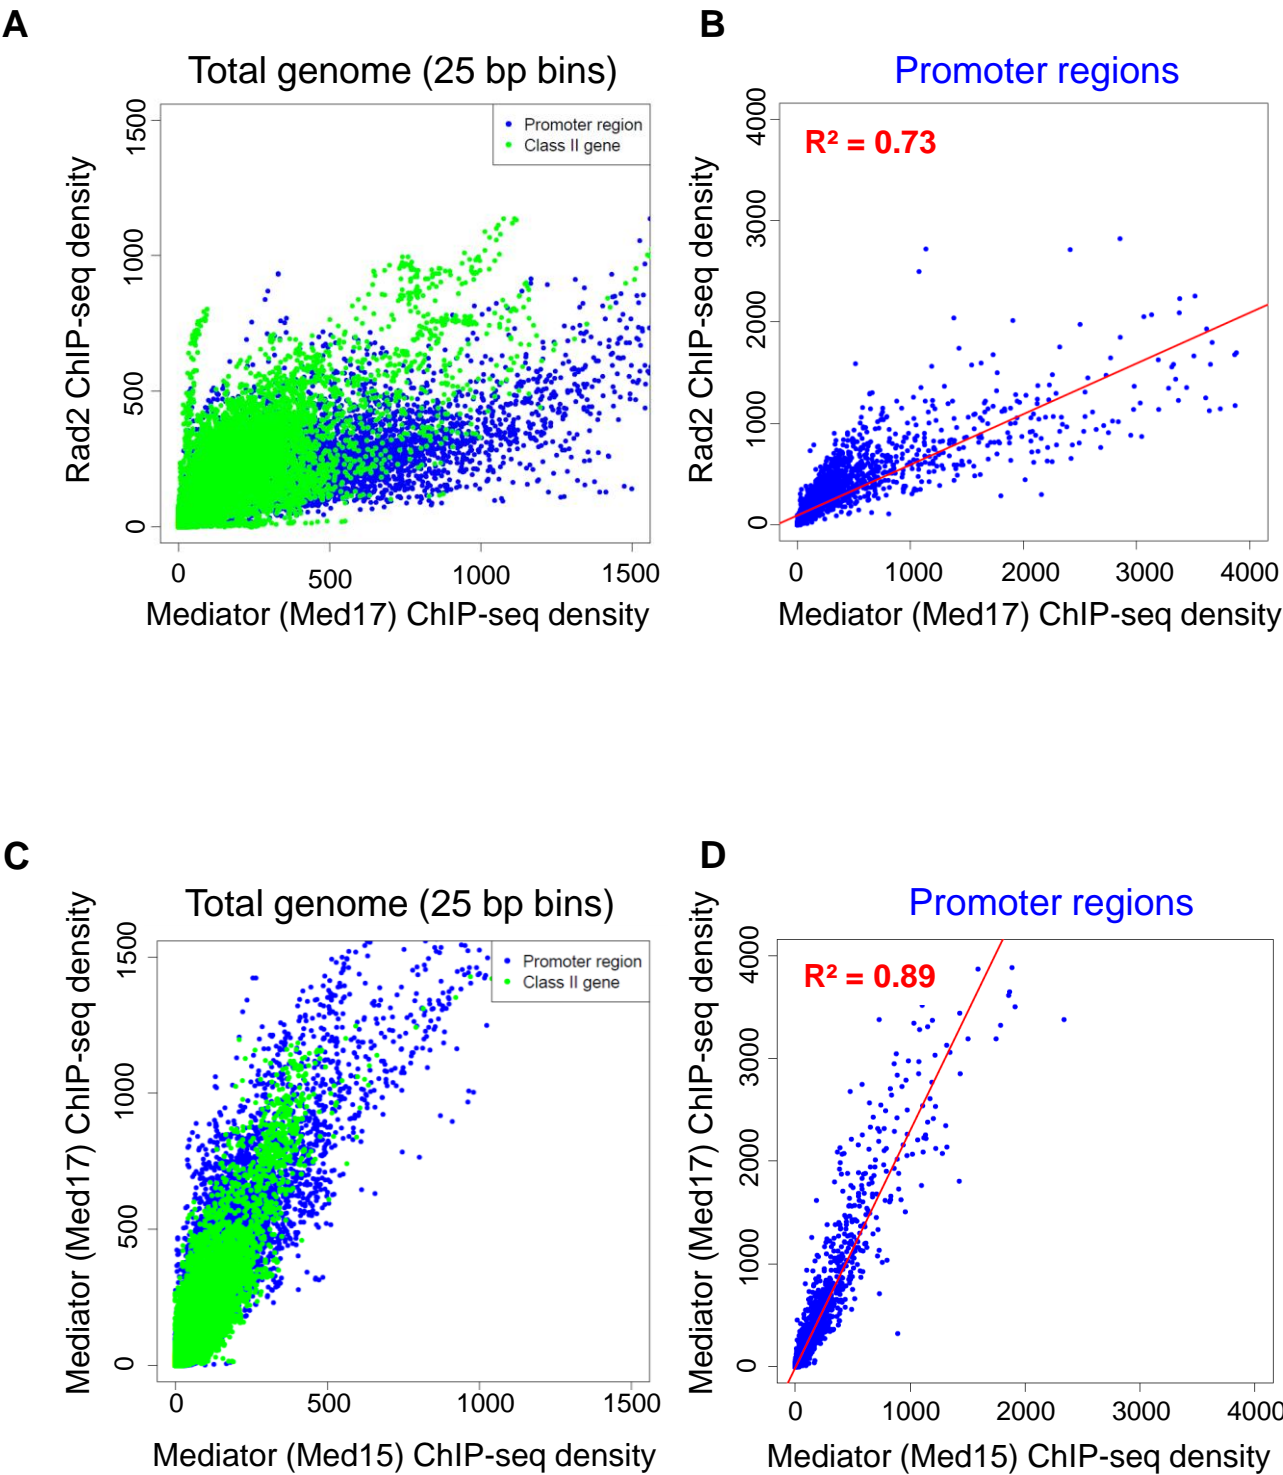 A
Total genome (25 bp bins)
Promoter region
Class II gene
1500
1000
500
0
Rad2 ChIP-seq density
0 500 1000 1500
Mediator (Med17) ChIP-seq density
B
Promoter regions
R² = 0.73
4000
3000
2000
1000
0
Rad2 ChIP-seq density
0 1000 2000 3000 4000
Mediator (Med17) ChIP-seq density
C
Total genome (25 bp bins)
Promoter region
Class II gene
1500
1000
500
0
Mediator (Med17) ChIP-seq density
0 500 1000 1500
Mediator (Med15) ChIP-seq density
D
Promoter regions
R² = 0.89
4000
3000
2000
1000
0
Mediator (Med17) ChIP-seq density
0 1000 2000 3000 4000
Mediator (Med15) ChIP-seq density